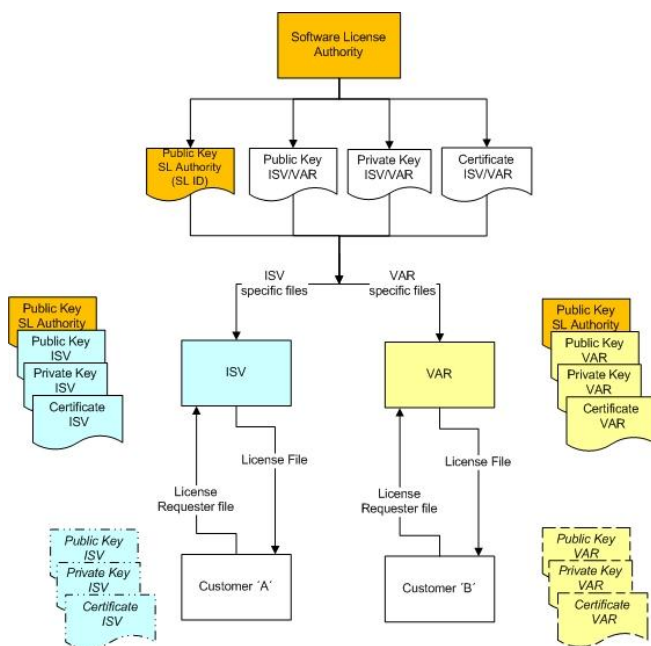 Software License
Authority
Public Key
SL Authority
(SL ID)
Public Key
ISV/VAR
Private Key
ISV/VAR
Certificate
ISV/VAR
ISV
specific files
VAR
specific files
Public Key
SL Authority
Public Key
ISV
Private Key
ISV
Certificate
ISV
ISV
VAR
Public Key
SL Authority
Public Key
VAR
Private Key
VAR
Certificate
VAR
License File
License
Requester file
License File
License
Requester file
Public Key
ISV
Private Key
ISV
Certificate
ISV
Customer ´A´
Customer ´B´
Public Key
VAR
Private Key
VAR
Certificate
VAR